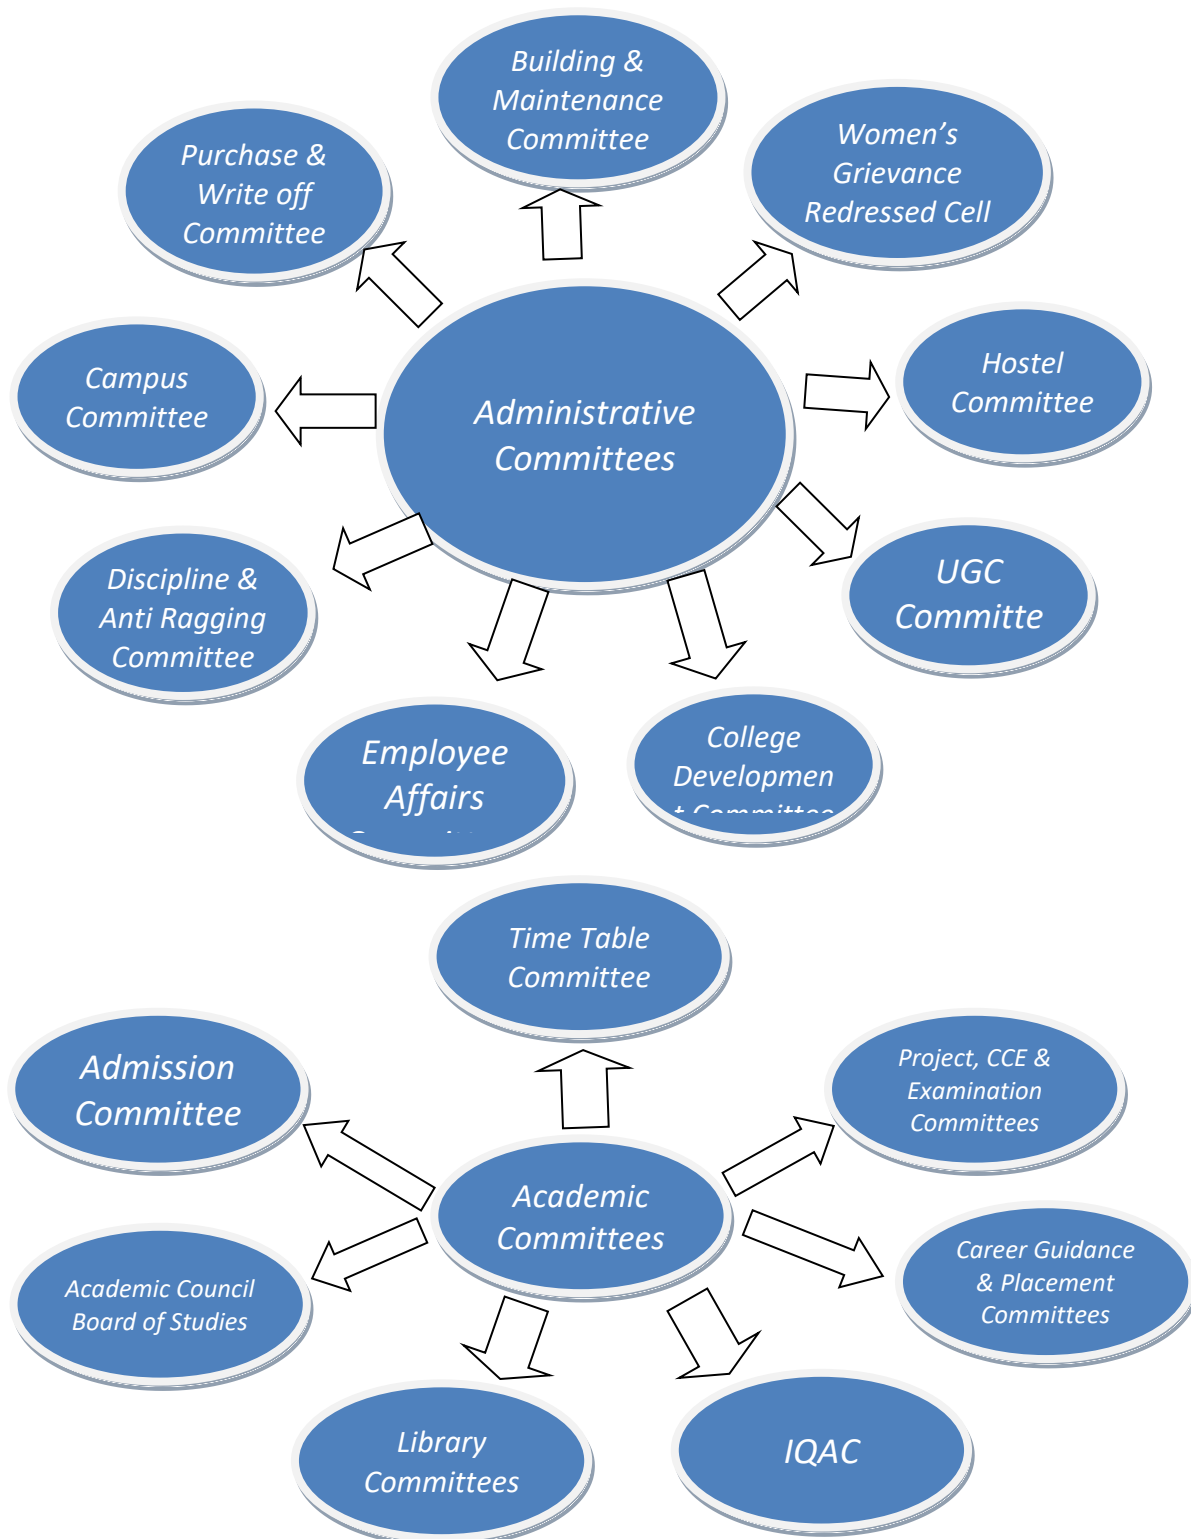 Building &
Maintenance
Committee
Purchase &
Write off
Committee
Women’s
Grievance
Redressed Cell
Campus
Committee
Administrative
Committees
Hostel
Committee
Discipline &
Anti Ragging
Committee
UGC
Committe
Employee
Affairs
College
Developmen
t Committee
Time Table
Committee
Admission
Committee
Project, CCE &
Examination
Committees
Academic
Committees
Academic Council
Board of Studies
Career Guidance
& Placement
Committees
Library
Committees
IQAC